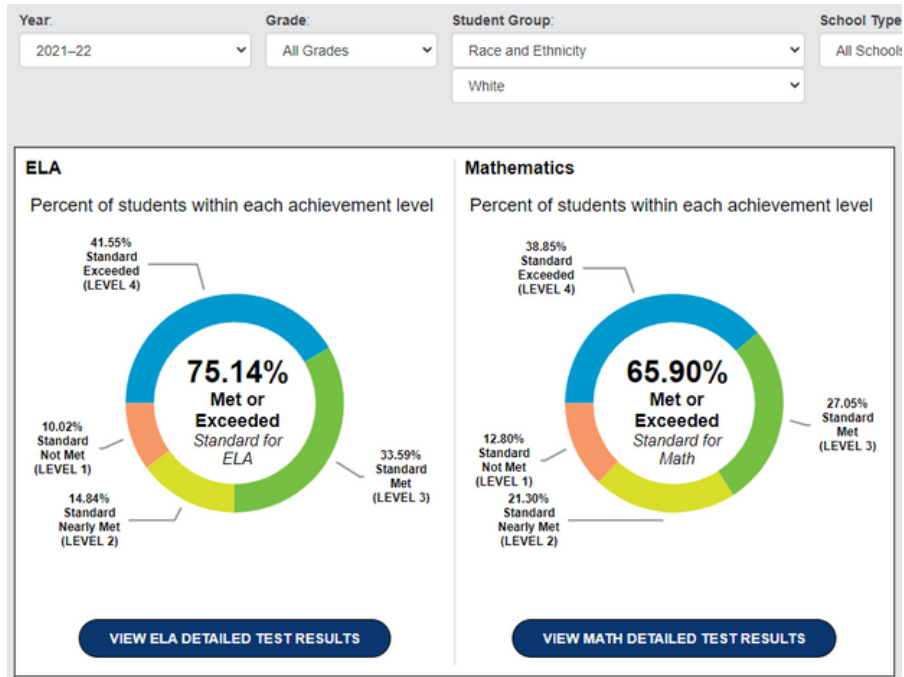 Year:
Grade:
Student Group:
School Type
2021–22
All Grades
Race and Ethnicity
All Schools
White
ELA
Percent of students within each achievement level
41.55%
Standard
Exceeded
(LEVEL 4)
75.14%
Met or
Exceeded
Standard for
ELA
10.02%
Standard
Not Met
(LEVEL 1)
33.59%
Standard
Met
(LEVEL 3)
14.84%
Standard
Nearly Met
(LEVEL 2)
VIEW ELA DETAILED TEST RESULTS
Mathematics
Percent of students within each achievement level
38.85%
Standard
Exceeded
(LEVEL 4)
65.90%
Met or
Exceeded
Standard for
Math
27.05%
Standard
Met
(LEVEL 3)
12.80%
Standard
Not Met
(LEVEL 1)
21.30%
Standard
Nearly Met
(LEVEL 2)
VIEW MATH DETAILED TEST RESULTS